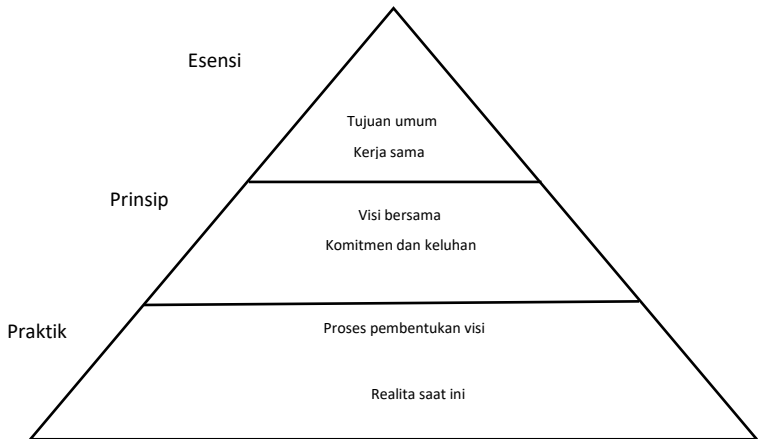 Esensi
Tujuan umum
Kerja sama
Prinsip
Visi bersama
Komitmen dan keluhan
Praktik
Proses pembentukan visi
Realita saat ini